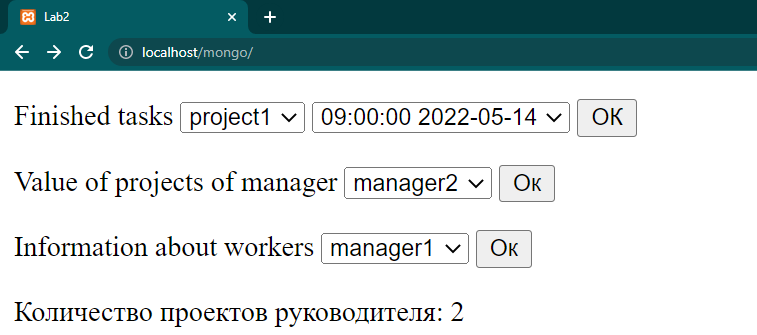 Lab2
localhost/mongo/
Finished tasks project1 09:00:00 2022-05-14 ОК
Value of projects of manager manager2 Ок
Information about workers manager1 Ок
Количество проектов руководителя: 2